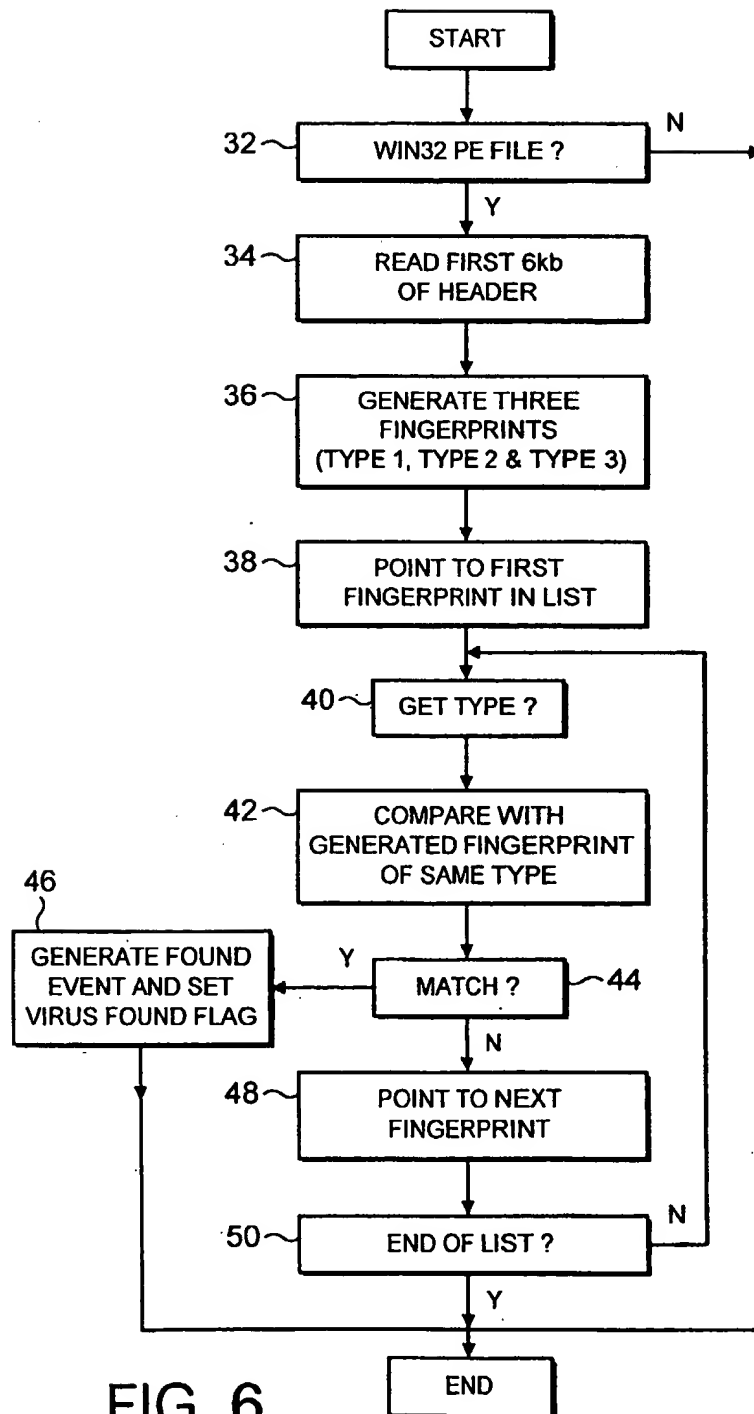 START
32
WIN32 PE FILE ?
N
Y
34
READ FIRST 6kb
OF HEADER
36
GENERATE THREE
FINGERPRINTS
(TYPE 1, TYPE 2 & TYPE 3)
38
POINT TO FIRST
FINGERPRINT IN LIST
40
GET TYPE ?
42
COMPARE WITH
GENERATED FINGERPRINT
OF SAME TYPE
46
GENERATE FOUND
EVENT AND SET
VIRUS FOUND FLAG
Y
MATCH ?
44
N
48
POINT TO NEXT
FINGERPRINT
50
END OF LIST ?
N
Y
END
FIG. 6